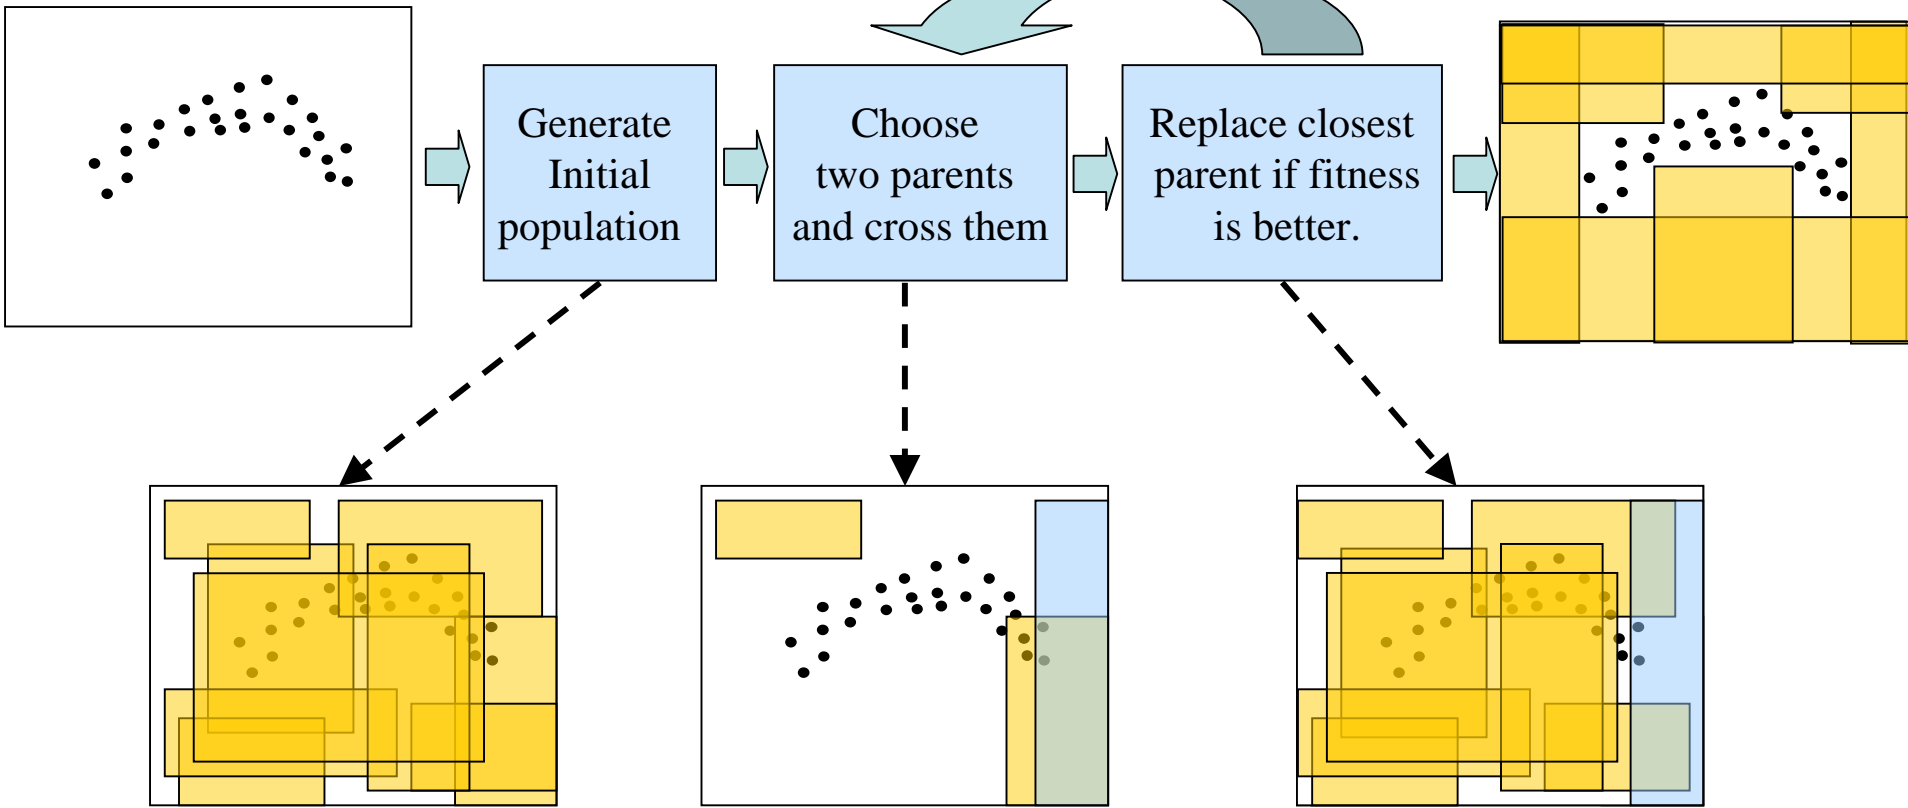 Generate
Initial
population
Choose
two parents
and cross them
Replace closest
parent if fitness
is better.